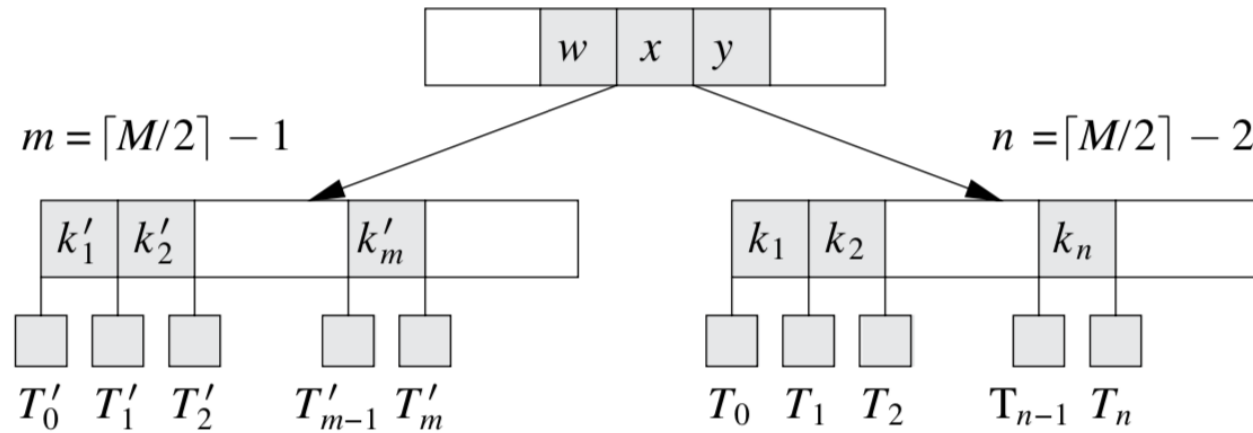 w x y
m = ⌈M/2⌉ − 1
n = ⌈M/2⌉ − 2
k′₁ k′₂ k′ₘ
k₁ k₂ kₙ
T′₀ T′₁ T′₂ T′ₘ₋₁ T′ₘ
T₀ T₁ T₂ Tₙ₋₁ Tₙ